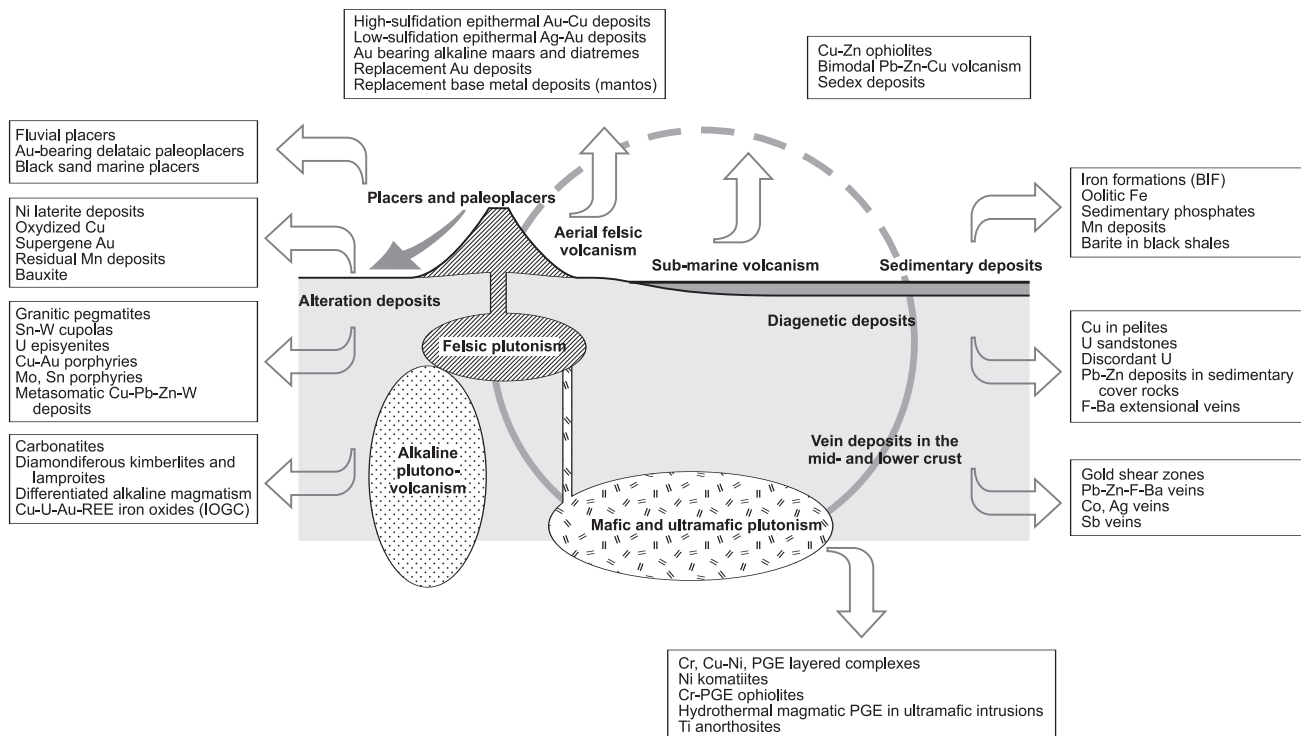 High-sulfidation epithermal Au-Cu deposits
Low-sulfidation epithermal Ag-Au deposits
Au bearing alkaline maars and diatremes
Replacement Au deposits
Replacement base metal deposits (mantos)
Cu-Zn ophiolites
Bimodal Pb-Zn-Cu volcanism
Sedex deposits
Fluvial placers
Au-bearing delataic paleoplacers
Black sand marine placers
Ni laterite deposits
Oxydized Cu
Supergene Au
Residual Mn deposits
Bauxite
Granitic pegmatites
Sn-W cupolas
U episyenites
Cu-Au porphyries
Mo, Sn porphyries
Metasomatic Cu-Pb-Zn-W
deposits
Carbonatites
Diamondiferous kimberlites and
lamproites
Differentiated alkaline magmatism
Cu-U-Au-REE iron oxides (IOGC)
Placers and paleoplacers
Aerial felsic
volcanism
Sub-marine volcanism
Sedimentary deposits
Alteration deposits
Diagenetic deposits
Felsic plutonism
Alkaline
plutono-
volcanism
Vein deposits in the
mid- and lower crust
Mafic and ultramafic plutonism
Iron formations (BIF)
Oolitic Fe
Sedimentary phosphates
Mn deposits
Barite in black shales
Cu in pelites
U sandstones
Discordant U
Pb-Zn deposits in sedimentary
cover rocks
F-Ba extensional veins
Gold shear zones
Pb-Zn-F-Ba veins
Co, Ag veins
Sb veins
Cr, Cu-Ni, PGE layered complexes
Ni komatiites
Cr-PGE ophiolites
Hydrothermal magmatic PGE in ultramafic intrusions
Ti anorthosites